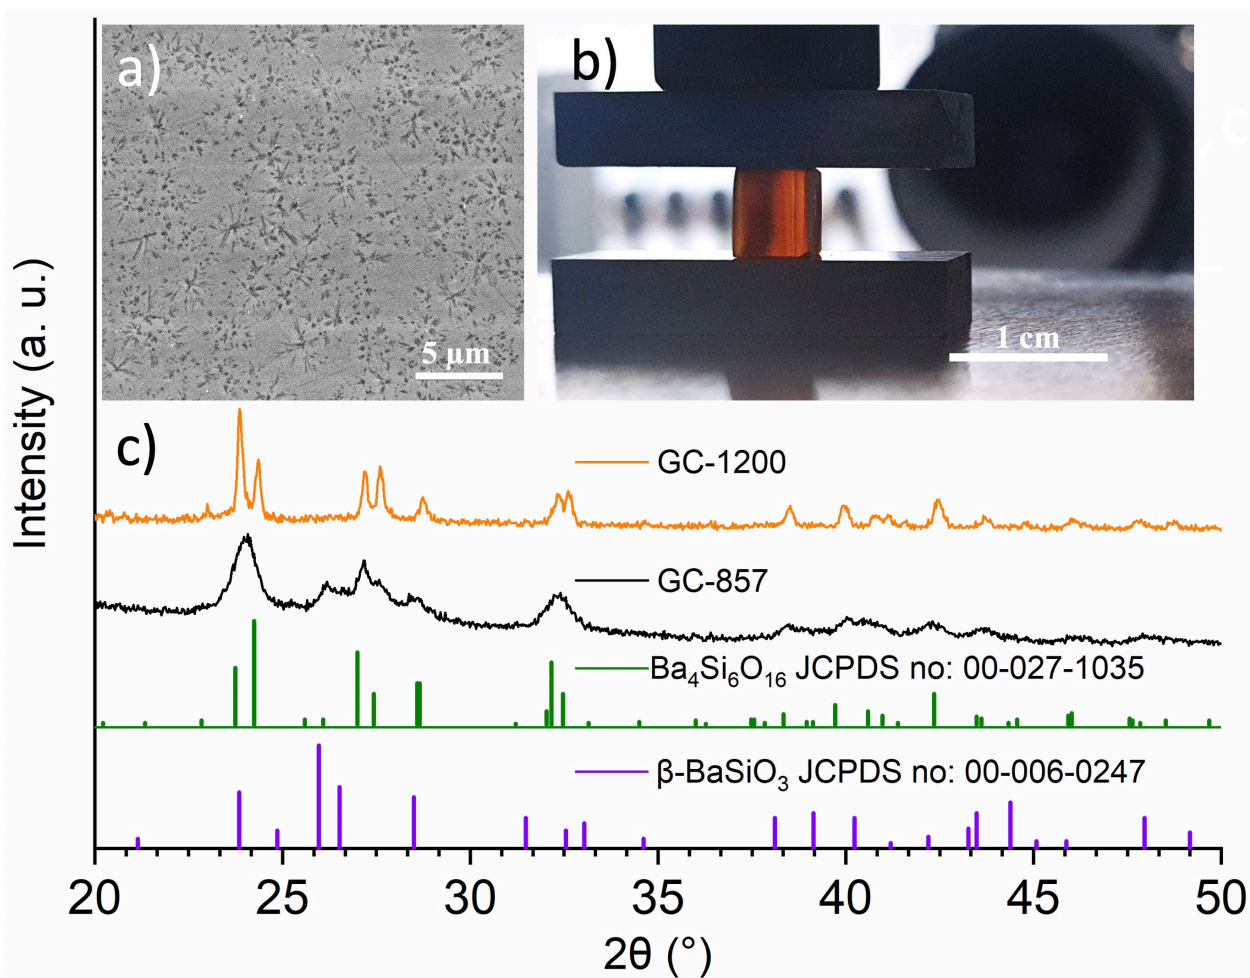 a)
b)
5 µm
1 cm
c)
GC-1200
GC-857
Ba₄Si₆O₁₆ JCPDS no: 00-027-1035
β-BaSiO₃ JCPDS no: 00-006-0247
Intensity (a. u.)
20 25 30 35 40 45 50
2θ (°)